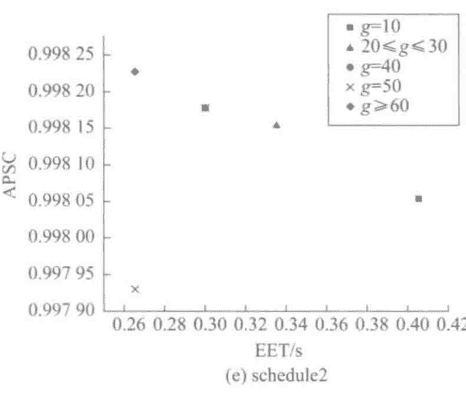 g=10
20≤g≤30
g=40
g=50
g≥60
0.998 25
0.998 20
0.998 15
0.998 10
0.998 05
0.998 00
0.997 95
0.997 90
APSC
0.26 0.28 0.30 0.32 0.34 0.36 0.38 0.40 0.42
EET/s
(e) schedule2